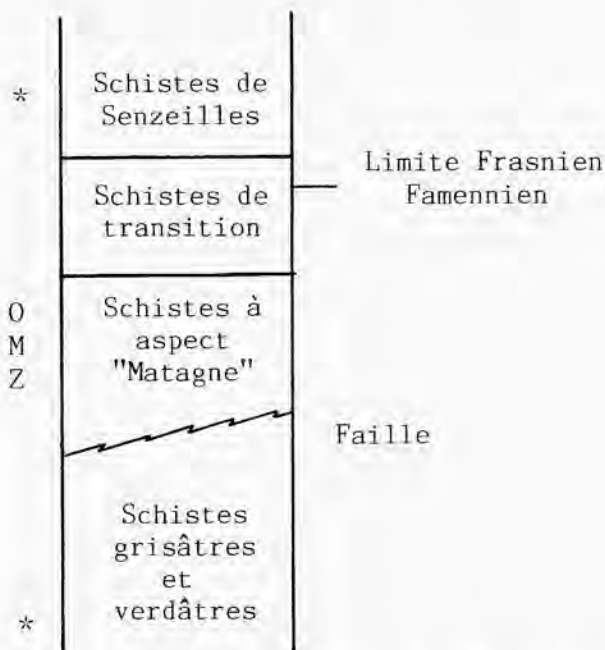 *
Schistes de
Senzeilles
Limite Frasnien
Famennien
Schistes de
transition
O
M
Z
Schistes à
aspect
"Matagne"
Faille
Schistes
grisâtres
et
verdâtres
*